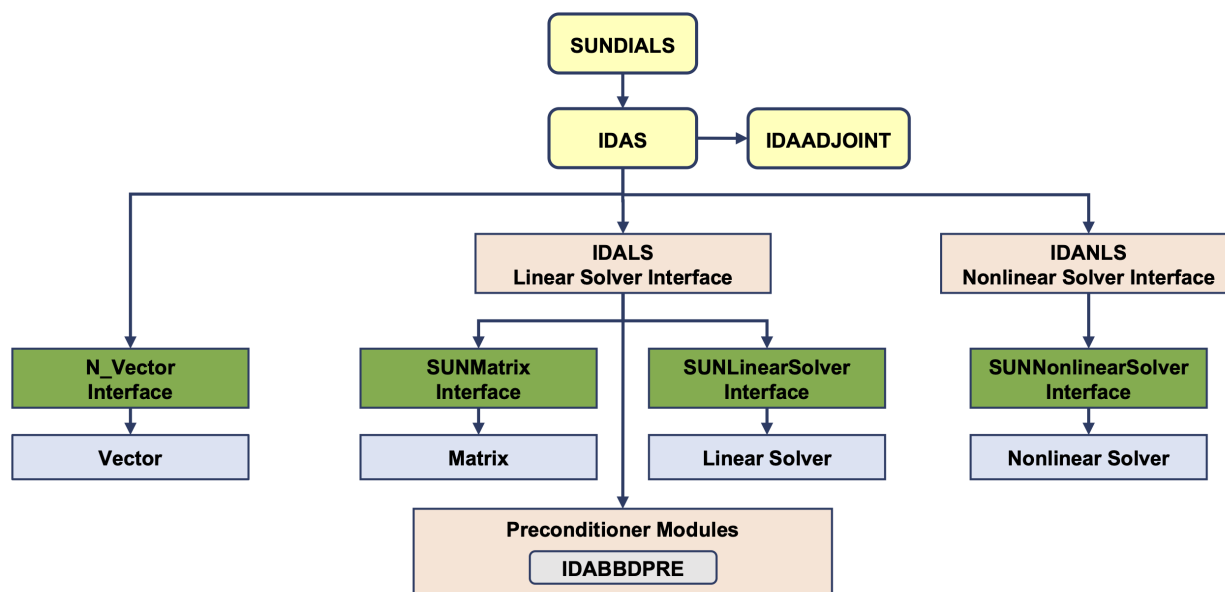 SUNDIALS
IDAS
IDAADJOINT
IDALS
Linear Solver Interface
IDANLS
Nonlinear Solver Interface
N_Vector
Interface
SUNMatrix
Interface
SUNLinearSolver
Interface
SUNNonlinearSolver
Interface
Vector
Matrix
Linear Solver
Nonlinear Solver
Preconditioner Modules
IDABBDPRE